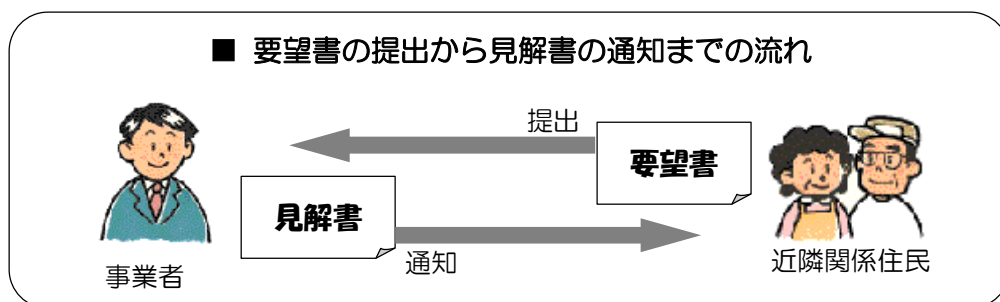 ■ 要望書の提出から見解書の通知までの流れ
提出
要望書
見解書
通知
事業者
近隣関係住民